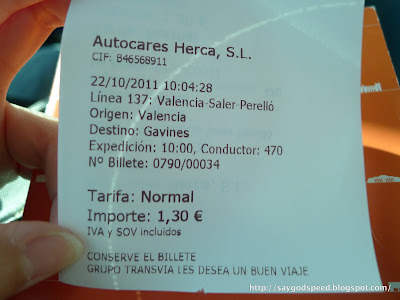 Autocares Herca, S.L.
CIF: B46568911
22/10/2011 10:04:28
Línea 137: Valencia-Saler-Perelló
Origen: Valencia
Destino: Gavines
Expedición: 10:00, Conductor: 470
Nº Billete: 0790/00034
Tarifa: Normal
Importe: 1,30 €
IVA y SOV incluidos
CONSERVE EL BILLETE
GRUPO TRANSVIA LES DESEA UN BUEN VIAJE
http://saygodspeed.blogspot.com/